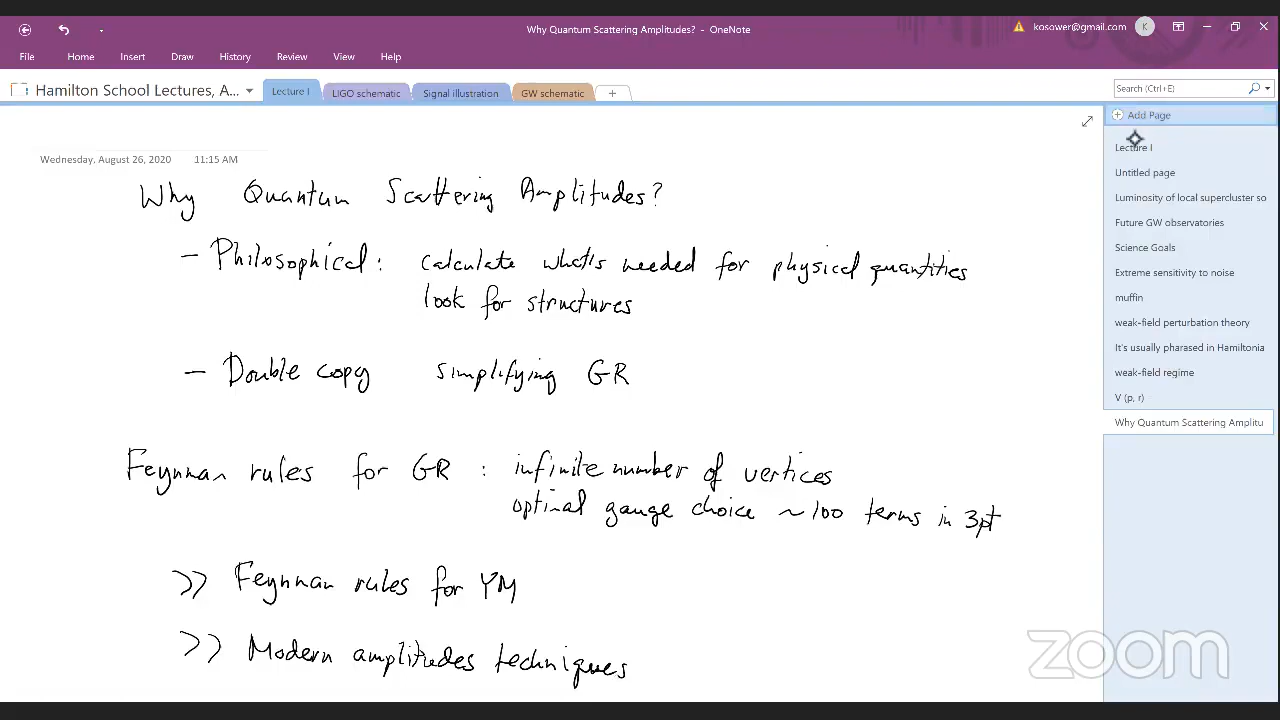 Why Quantum Scattering Amplitudes? - OneNote
kosower@gmail.com
K
File Home Insert Draw History Review View Help
Hamilton School Lectures, A...
Lecture I
LIGO schematic
Signal illustration
GW schematic
Search (Ctrl+E)
Add Page
Lecture I
Untitled page
Luminosity of local supercluster so
Future GW observatories
Science Goals
Extreme sensitivity to noise
muffin
weak-field perturbation theory
It's usually pharased in Hamiltonia
weak-field regime
V (p, r)
Why Quantum Scattering Amplitu
Wednesday, August 26, 2020 11:15 AM
Why Quantum Scattering Amplitudes?
- Philosophical: calculate what's needed for physical quantities
look for structures
- Double copy simplifying GR
Feynman rules for GR : infinite number of vertices
optimal gauge choice ~100 terms in 3pt
>> Feynman rules for YM
>> Modern amplitudes techniques
zoom